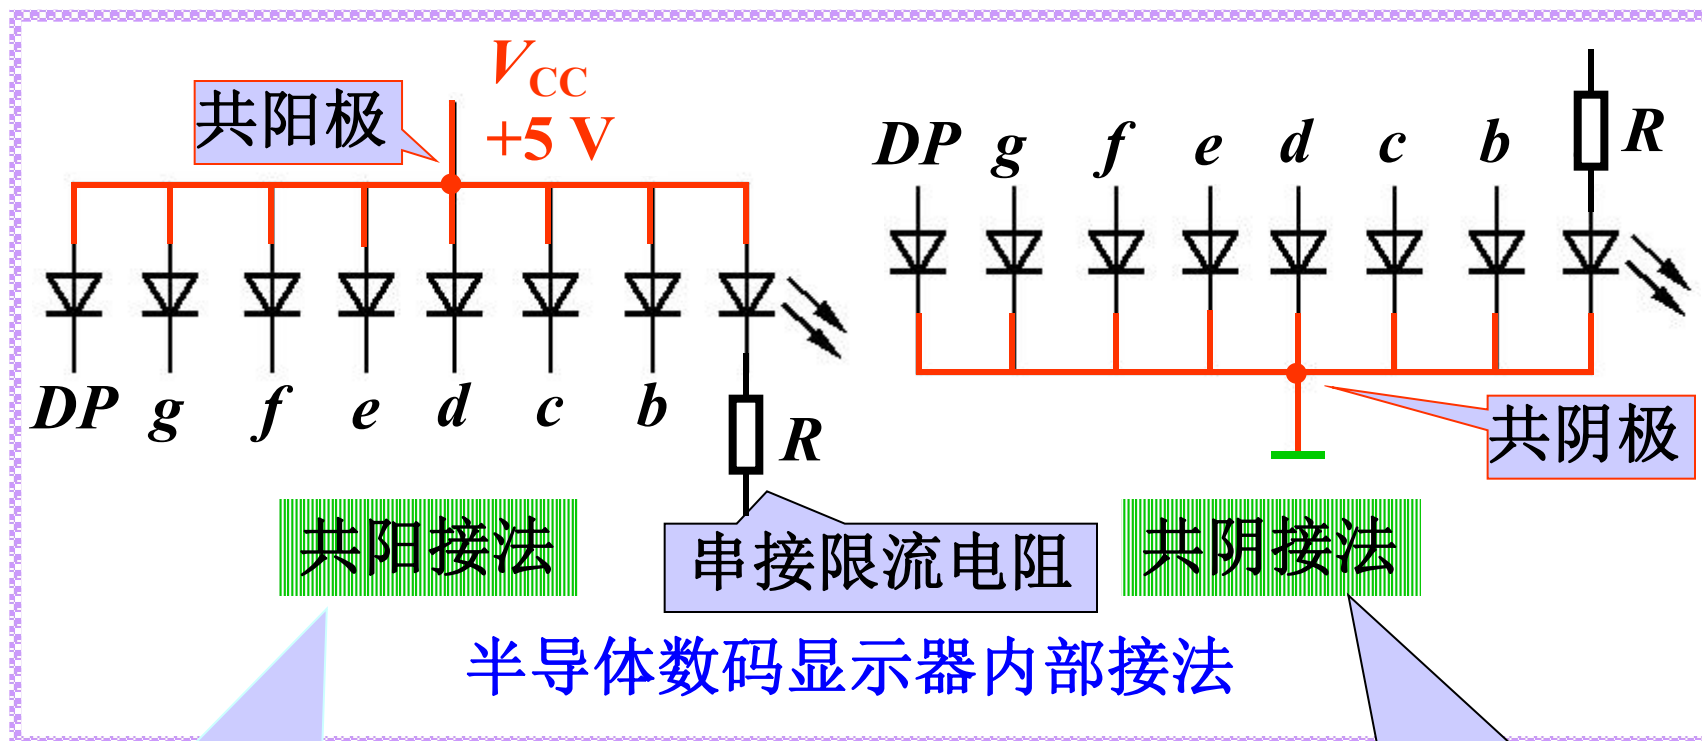 共阳极
VCC
+5 V
DP g f e d c b
R
共阳接法
串接限流电阻
DP g f e d c b
R
共阴极
共阴接法
半导体数码显示器内部接法